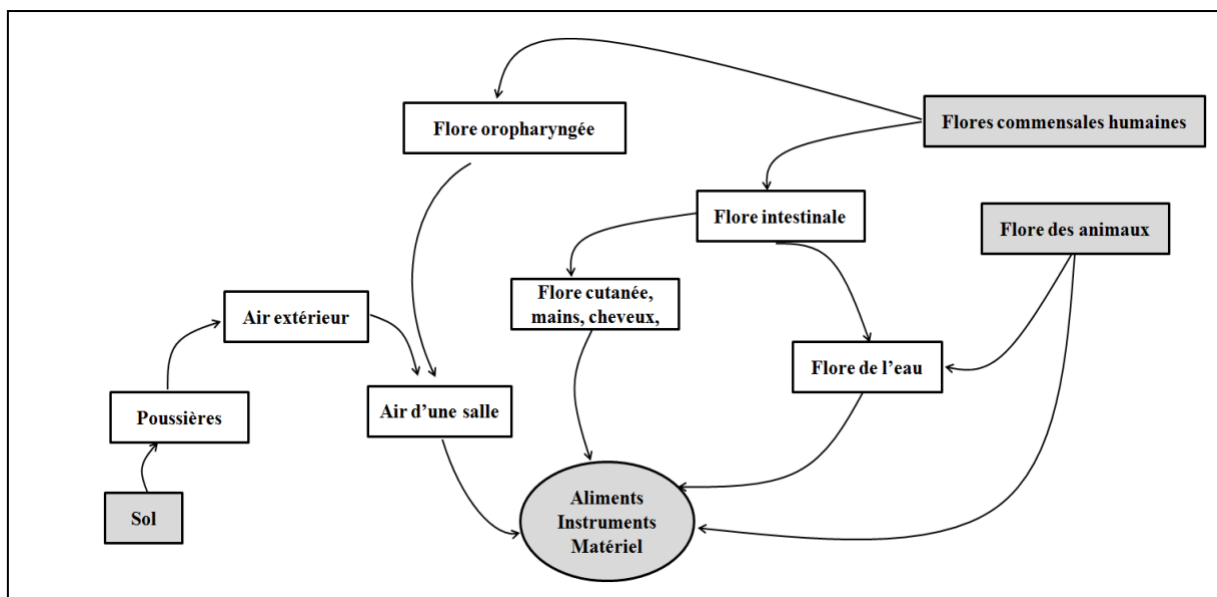 Flores commensales humaines
Flore oropharyngée
Flore intestinale
Flore des animaux
Flore cutanée,
mains, cheveux,
Air extérieur
Flore de l’eau
Air d’une salle
Poussières
Sol
Aliments
Instruments
Matériel